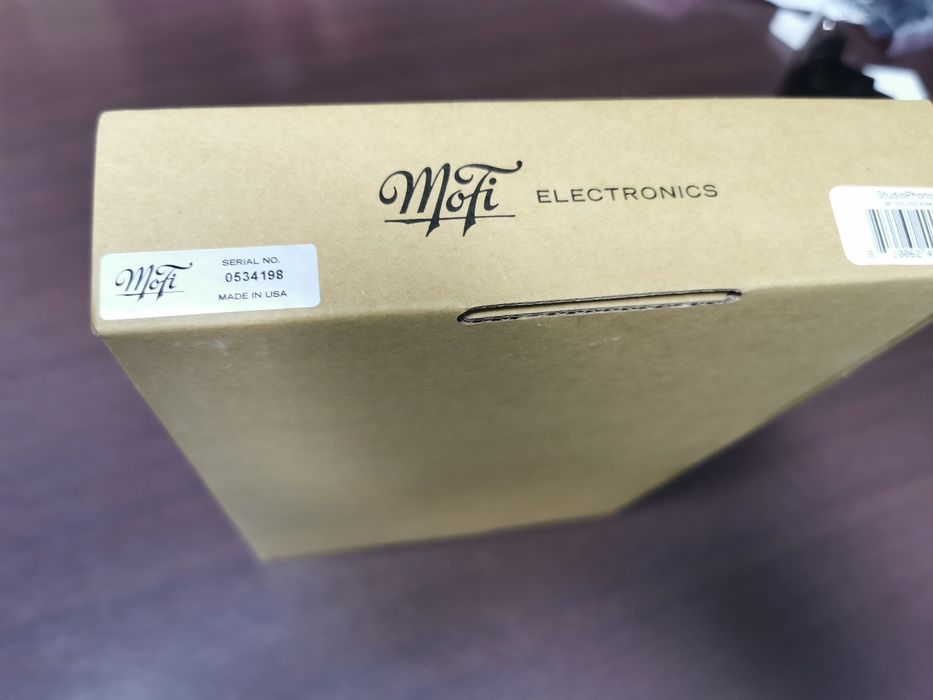 MoFi ELECTRONICS
MoFi
SERIAL NO.
0534198
MADE IN USA
StudioPhono